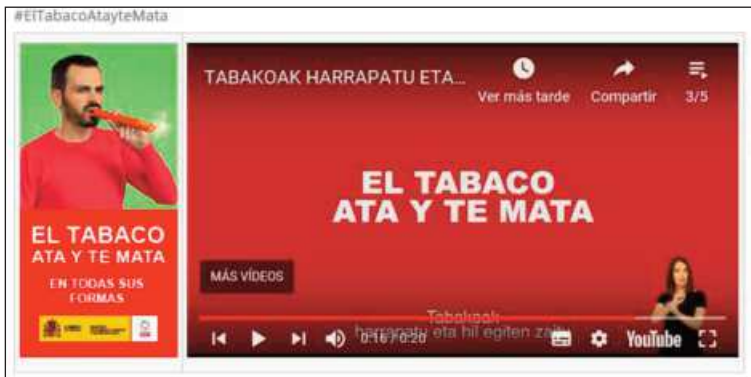 #ElTabacoAtayteMata
EL TABACO
ATA Y TE MATA
EN TODAS SUS
FORMAS
TABAKOAK HARRAPATU ETA...
Ver más tarde
Compartir
3/5
EL TABACO
ATA Y TE MATA
MÁS VÍDEOS
Tabakoak
harrapatu eta hil egiten zaitu
0:16 / 0:20
YouTube